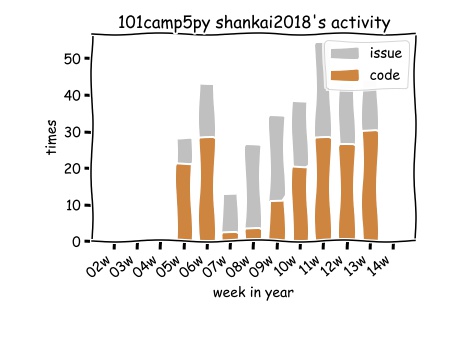 101camp5py shankai2018's activity
issue
code
50
40
30
20
10
0
times
02w 03w 04w 05w 06w 07w 08w 09w 10w 11w 12w 13w 14w
week in year